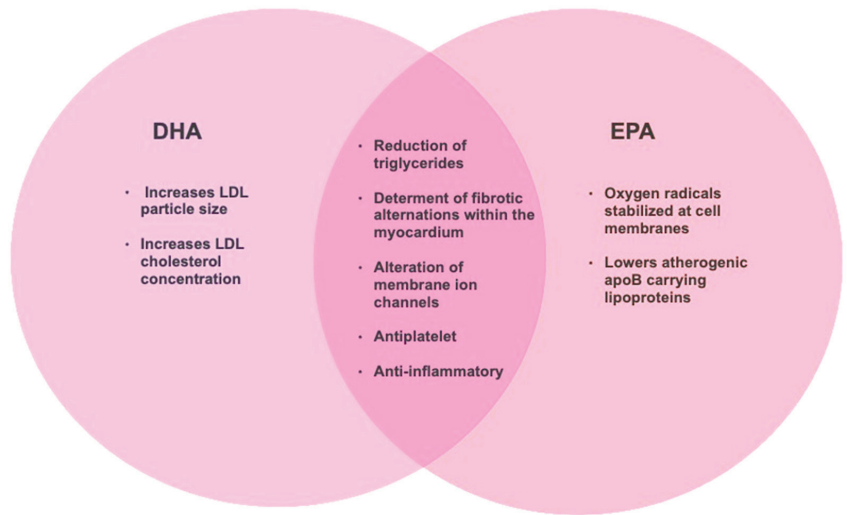 DHA
· Increases LDL
particle size
· Increases LDL
cholesterol
concentration
· Reduction of
triglycerides
· Determent of fibrotic
alternations within the
myocardium
· Alteration of
membrane ion
channels
· Antiplatelet
· Anti-inflammatory
EPA
· Oxygen radicals
stabilized at cell
membranes
· Lowers atherogenic
apoB carrying
lipoproteins